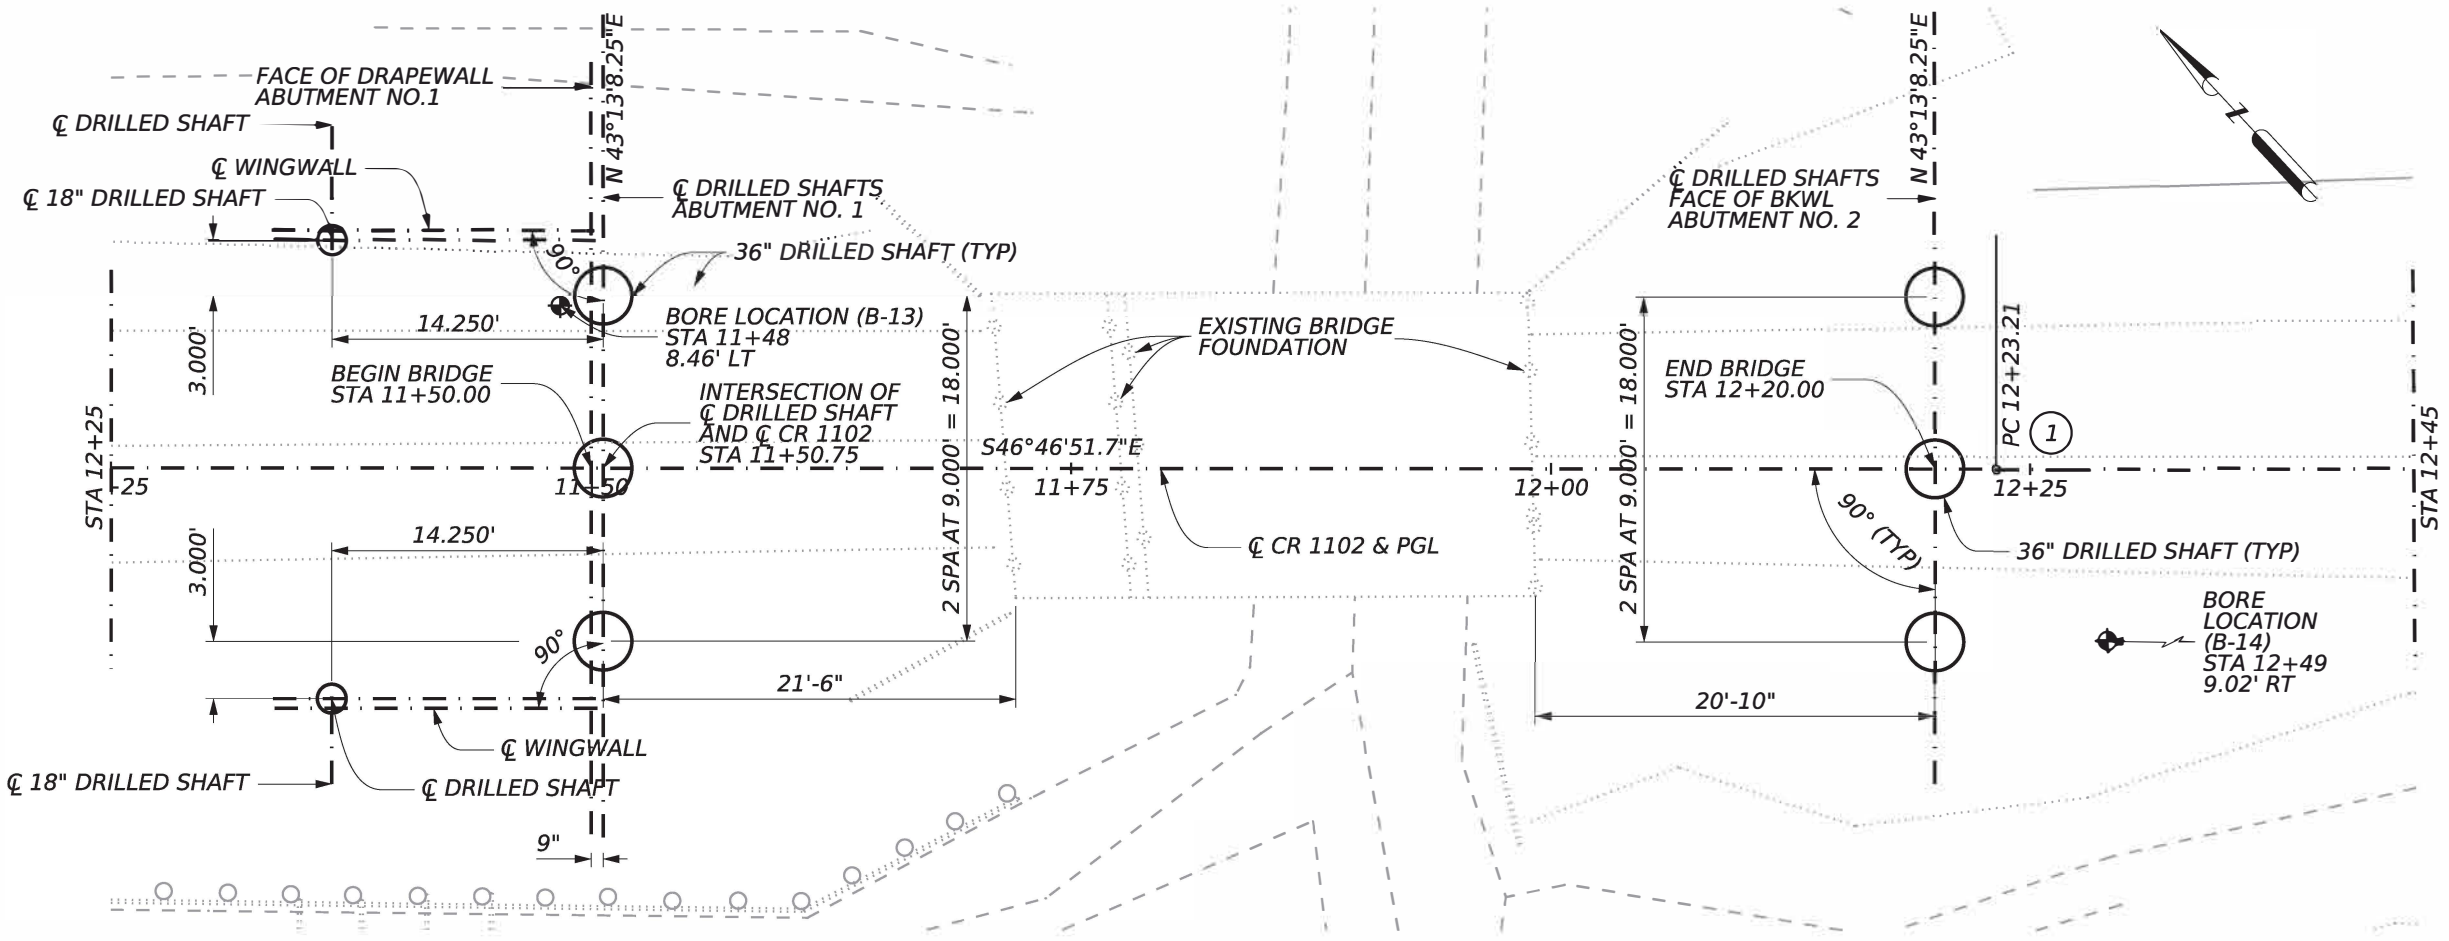 FACE OF DRAPEWALL
ABUTMENT NO.1
℄ DRILLED SHAFT
℄ WINGWALL
℄ 18" DRILLED SHAFT
N 43°13'8.25"E
℄ DRILLED SHAFTS
ABUTMENT NO. 1
36" DRILLED SHAFT (TYP)
90°
14.250'
3.000'
BORE LOCATION (B-13)
STA 11+48
8.46' LT
BEGIN BRIDGE
STA 11+50.00
INTERSECTION OF
℄ DRILLED SHAFT
AND ℄ CR 1102
STA 11+50.75
STA 12+25
-25
11+50
2 SPA AT 9.000' = 18.000'
S46°46'51.7"E
11+75
EXISTING BRIDGE
FOUNDATION
℄ CR 1102 & PGL
12+00
14.250'
3.000'
90°
21'-6"
℄ WINGWALL
℄ 18" DRILLED SHAFT
℄ DRILLED SHAFT
9"
N 43°13'8.25"E
N
℄ DRILLED SHAFTS
FACE OF BKWL
ABUTMENT NO. 2
2 SPA AT 9.000' = 18.000'
END BRIDGE
STA 12+20.00
PC 12+23.21
1
12+25
STA 12+45
90° (TYP)
36" DRILLED SHAFT (TYP)
20'-10"
BORE
LOCATION
(B-14)
STA 12+49
9.02' RT